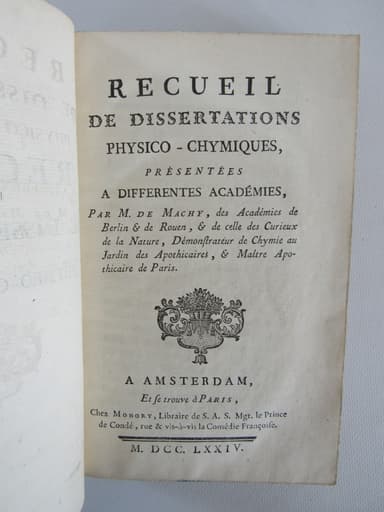 RECUEIL
DE DISSERTATIONS
PHYSICO-CHYMIQUES,
PRÉSENTÉES
A DIFFERENTES ACADÉMIES,
PAR M. DE MACHY, des Académies de
Berlin & de Rouen, & de celle des Curieux
de la Nature, Démonſtrateur de Chymie au
Jardin des Apothicaires, & Maître Apo-
thicaire de Paris.
A AMSTERDAM,
Et ſe trouve à PARIS,
Chez MONORY, Libraire de S. A. S. Mgr. le Prince
de Condé, rue & vis-à-vis la Comédie Françoiſe.
M. DCC. LXXIV.